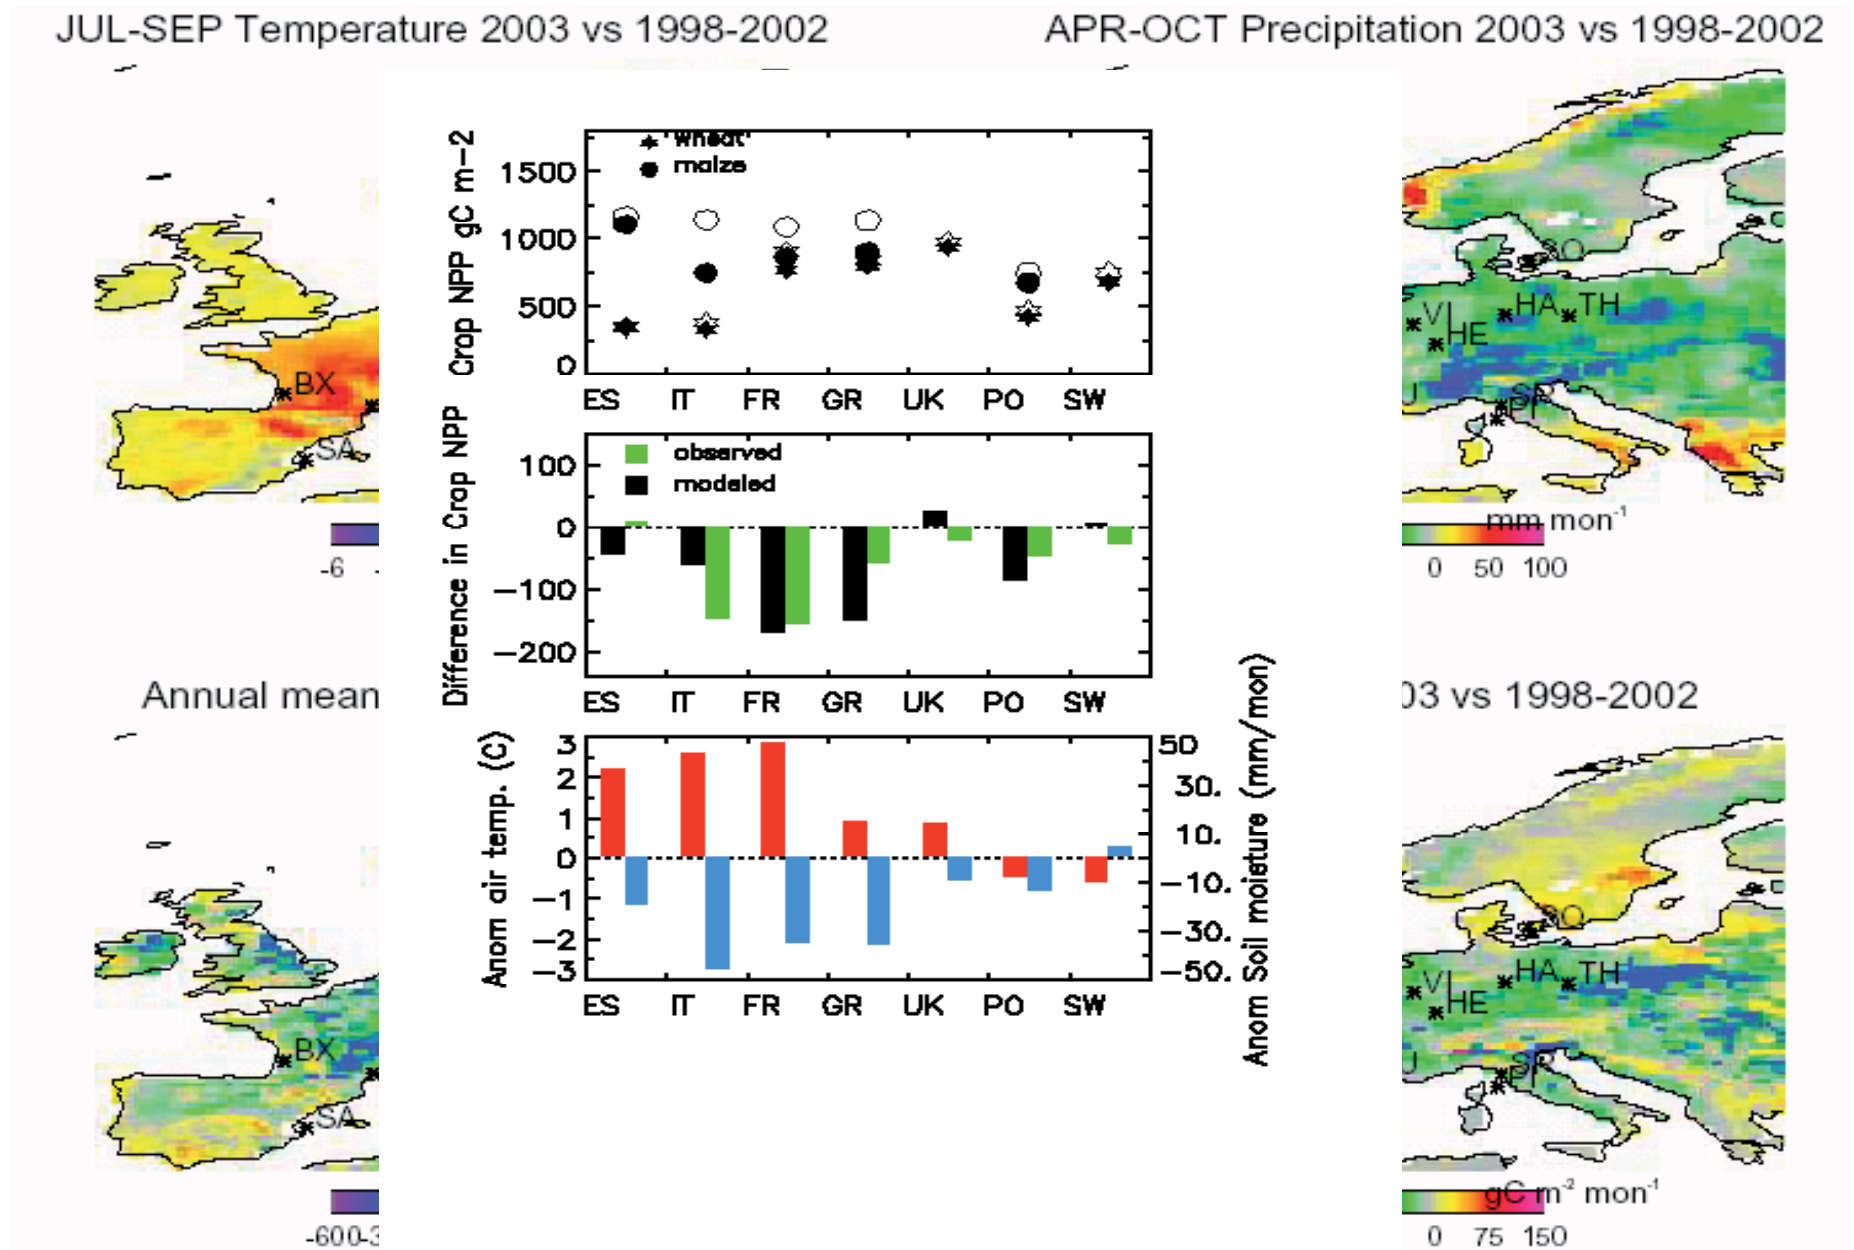 JUL-SEP Temperature 2003 vs 1998-2002
APR-OCT Precipitation 2003 vs 1998-2002
BX
SA
-6
Crop NPP gC m-2
1500
1000
500
0
wheat
maize
ES IT FR GR UK PO SW
Difference in Crop NPP
100
0
-100
-200
observed
modeled
ES IT FR GR UK PO SW
Anom air temp. (C)
3
2
1
0
-1
-2
-3
50
30.
10.
-10.
-30.
-50.
Anom Soil moieture (mm/mon)
ES IT FR GR UK PO SW
SO
VI
HA
TH
HE
SR
PI
mm mon-1
0 50 100
Annual mean
03 vs 1998-2002
BX
SA
-600
SO
VI
HA
TH
HE
SR
PI
gC m-2 mon-1
0 75 150